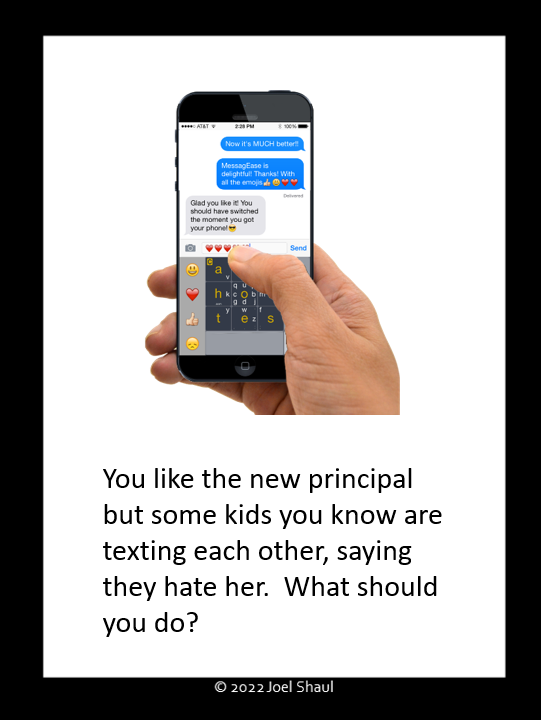 ●●●●○ AT&T
2:26 PM
100%
Now it's MUCH better!!
MessagEase is
delightful! Thanks! With
all the emojis👍😀❤️❤️
Delivered
Glad you like it! You
should have switched
the moment you got
your phone!😎
❤️❤️❤️
Send
a
v
h k
q u
c o b
g d j
m
t y
w
e z
f
s
You like the new principal
but some kids you know are
texting each other, saying
they hate her.  What should
you do?
© 2022 Joel Shaul